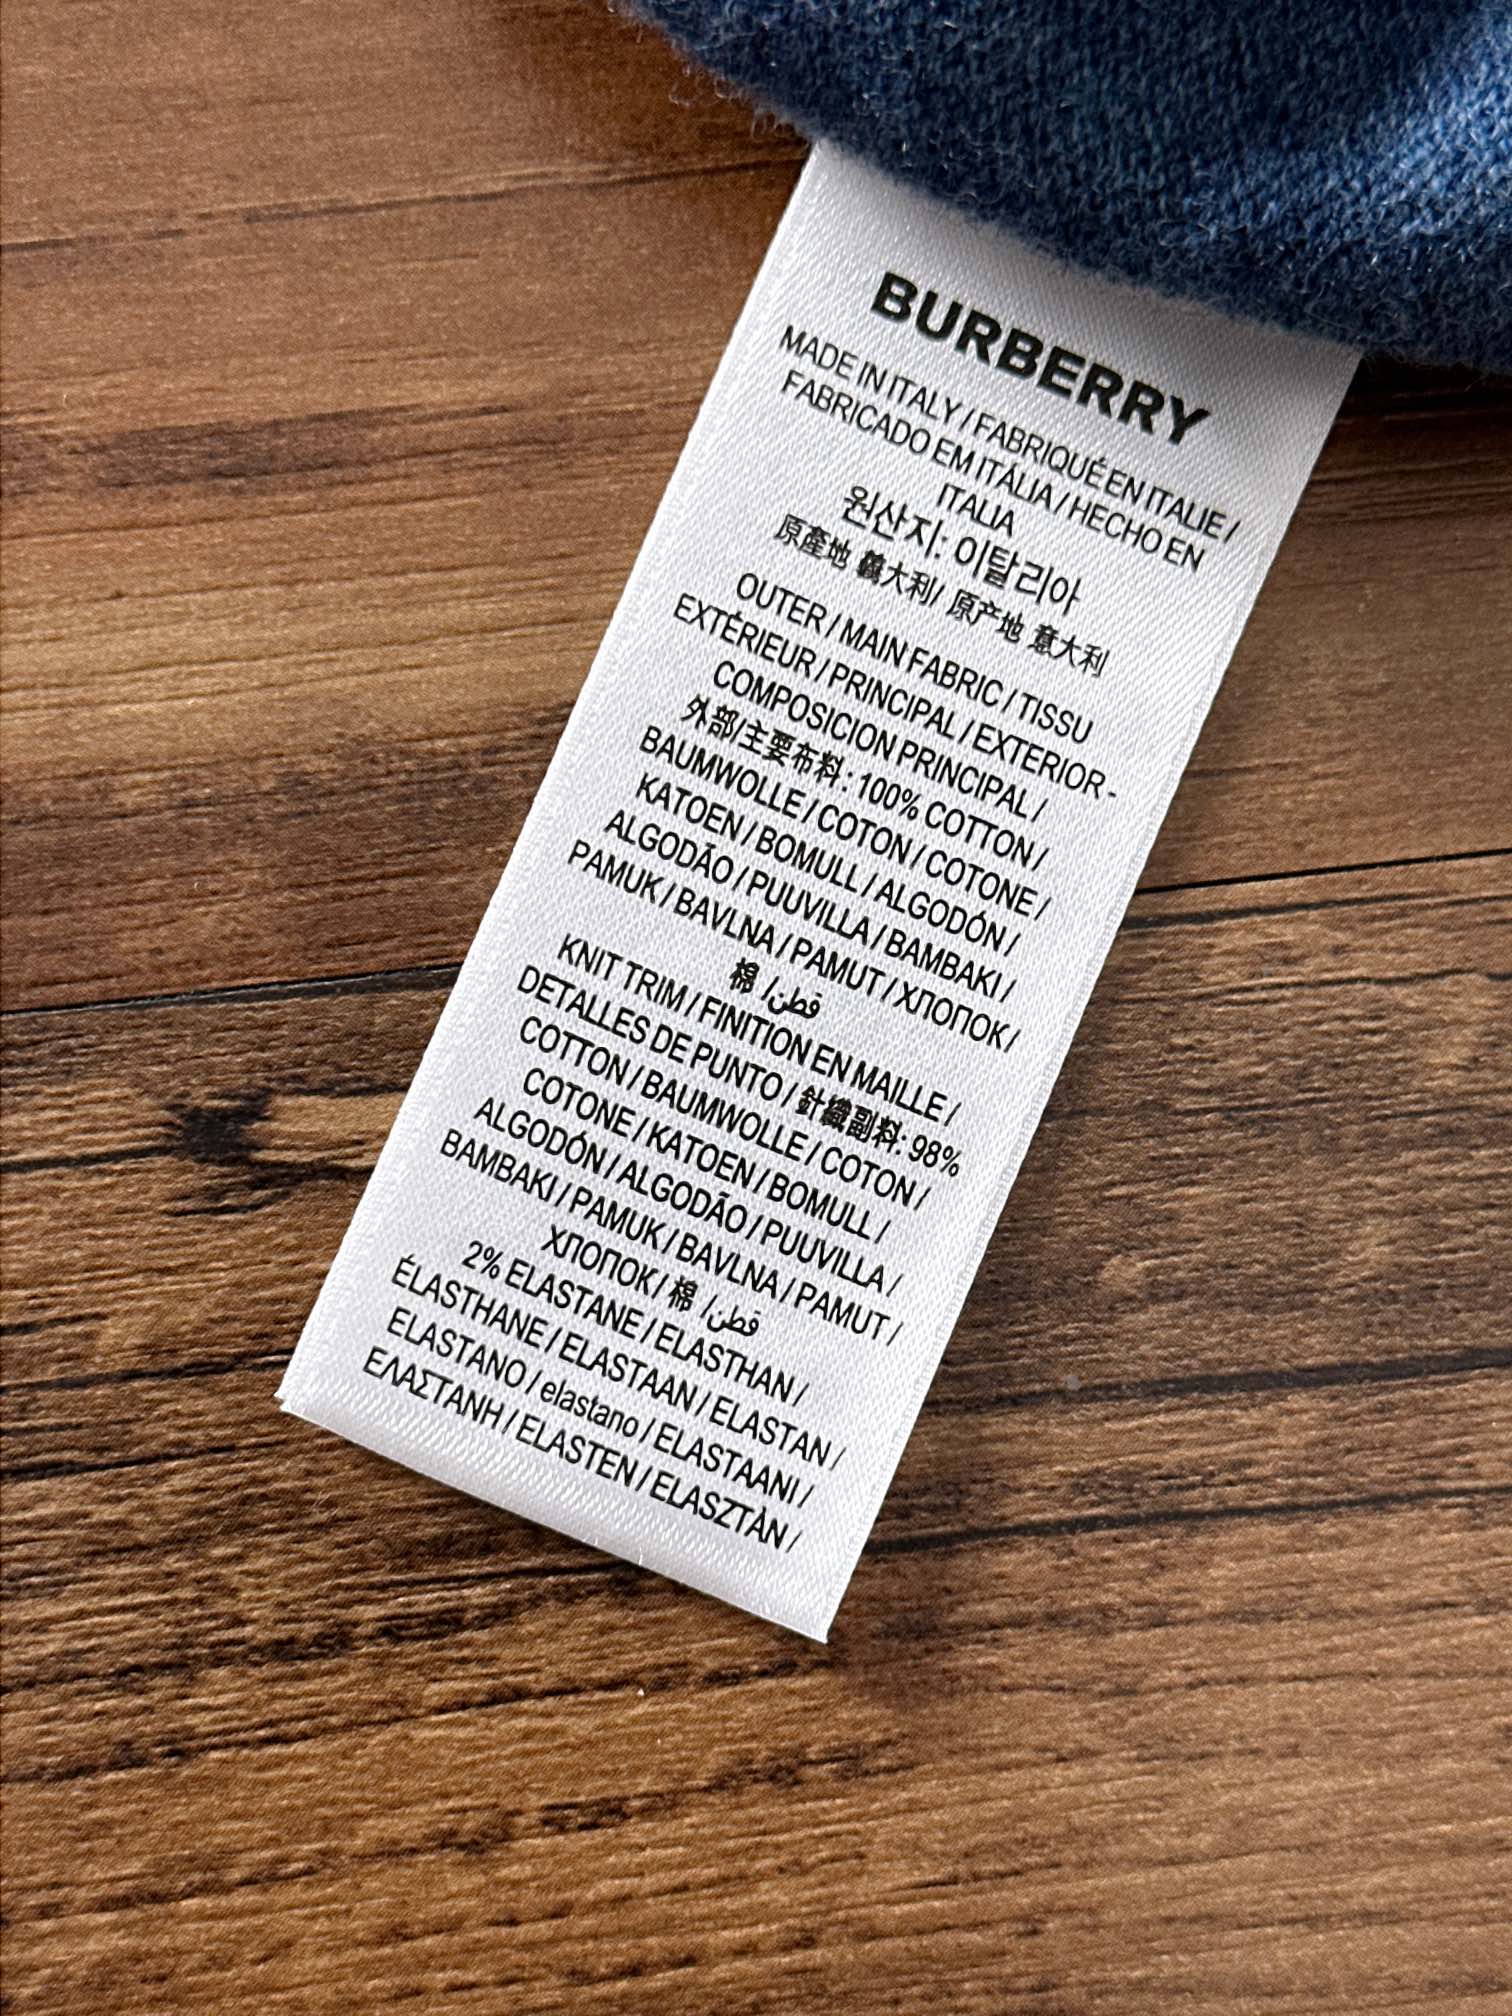 BURBERRY
MADE IN ITALY / FABRIQUÉ EN ITALIE /
FABRICADO EM ITÁLIA / HECHO EN
ITALIA
원산지: 이탈리아
原產地 義大利/ 原产地 意大利
OUTER / MAIN FABRIC / TISSU
EXTÉRIEUR / PRINCIPAL / EXTERIOR -
COMPOSICION PRINCIPAL /
外部/主要布料: 100% COTTON /
BAUMWOLLE / COTON / COTONE /
KATOEN / BOMULL / ALGODÓN /
ALGODÃO / PUUVILLA / BAMBAKI /
PAMUK / BAVLNA / PAMUT / ХЛОПОК /
棉 / قطن
KNIT TRIM / FINITION EN MAILLE /
DETALLES DE PUNTO / 針織副料: 98%
COTTON / BAUMWOLLE / COTON /
COTONE / KATOEN / BOMULL /
ALGODÓN / ALGODÃO / PUUVILLA /
BAMBAKI / PAMUK / BAVLNA / PAMUT /
ХЛОПОК / 棉 / قطن
2% ELASTANE / ELASTHAN /
ÉLASTHANE / ELASTAAN / ELASTAN /
ELASTANO / elastano / ELASTAANI /
ΕΛΑΣΤΑΝΗ / ELASTEN / ELASZTÀN /